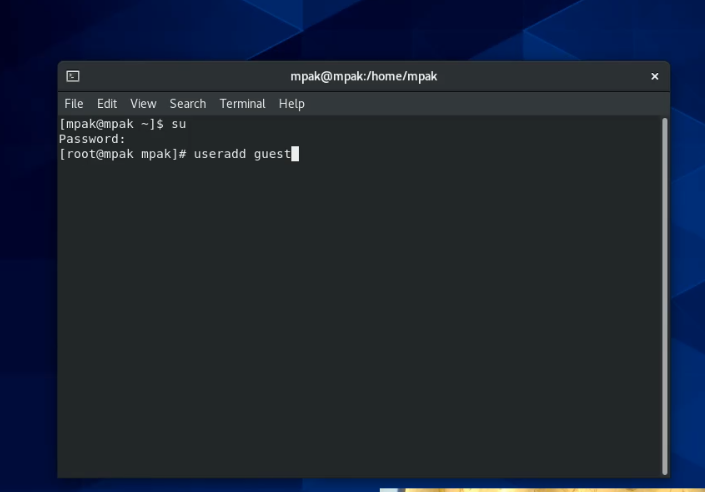 mpak@mpak:/home/mpak
File Edit View Search Terminal Help
[mpak@mpak ~]$ su
Password:
[root@mpak mpak]# useradd guest